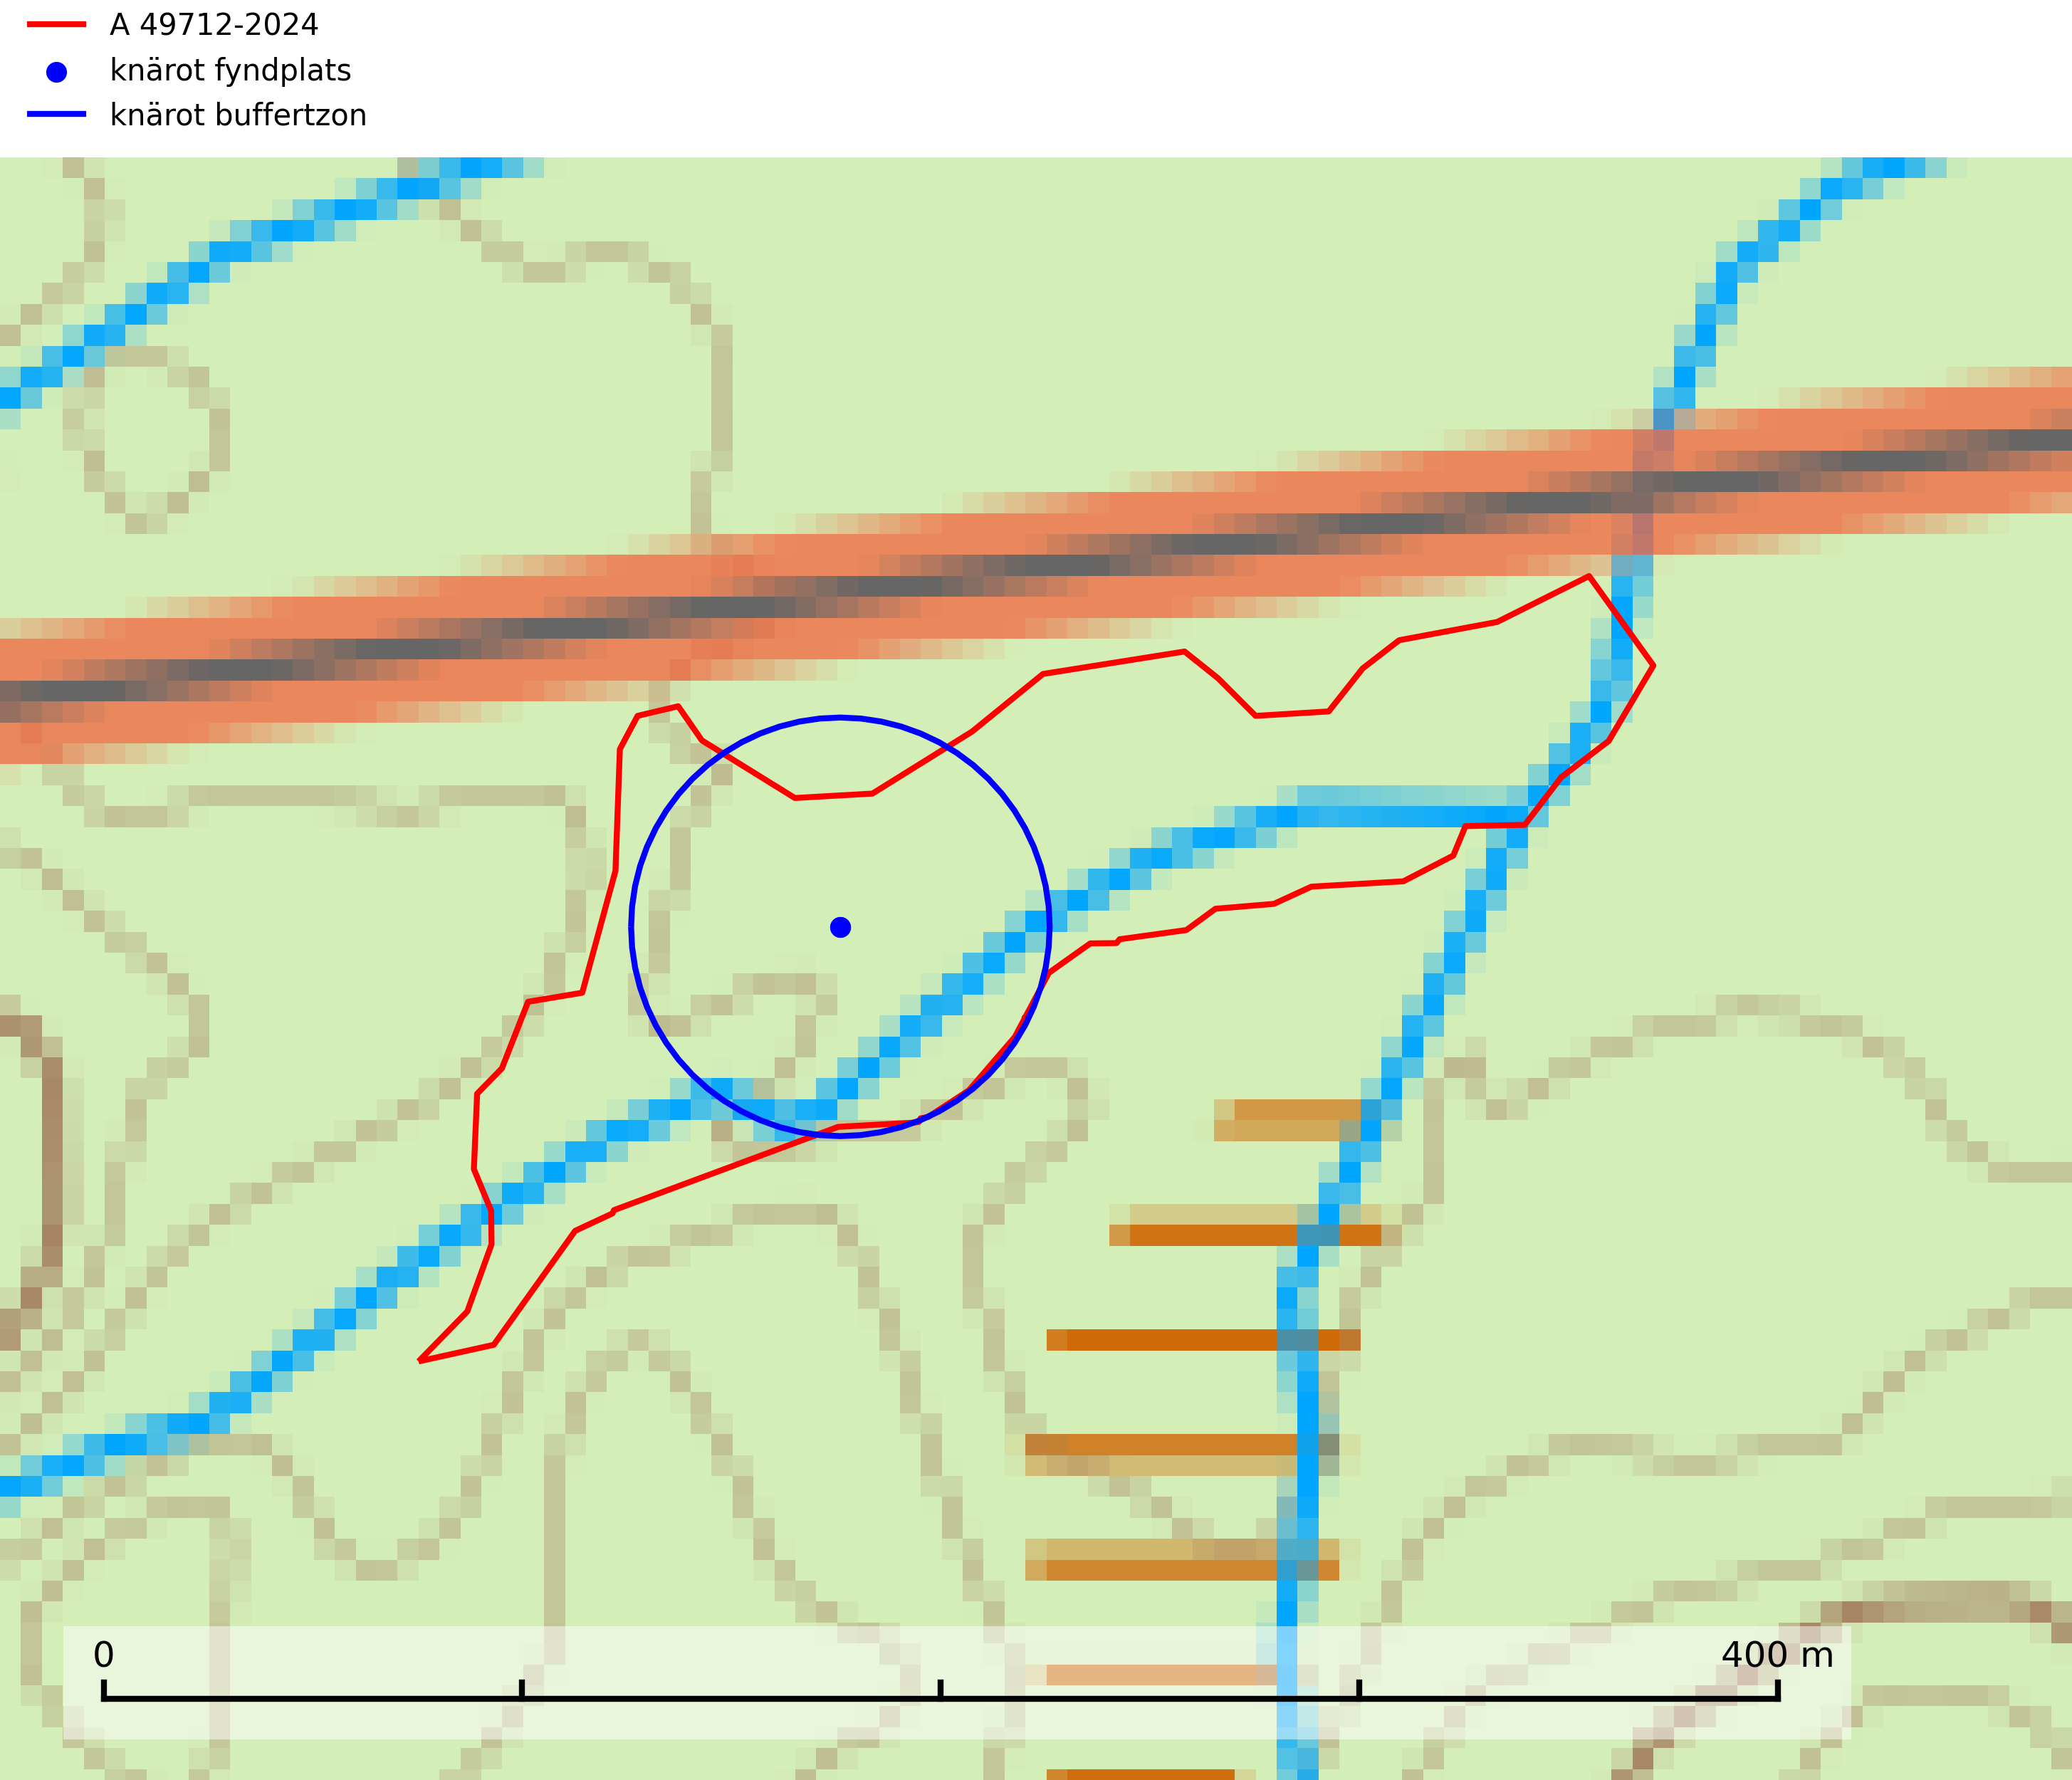 A 49712-2024
knärot fyndplats
knärot buffertzon
0
400 m